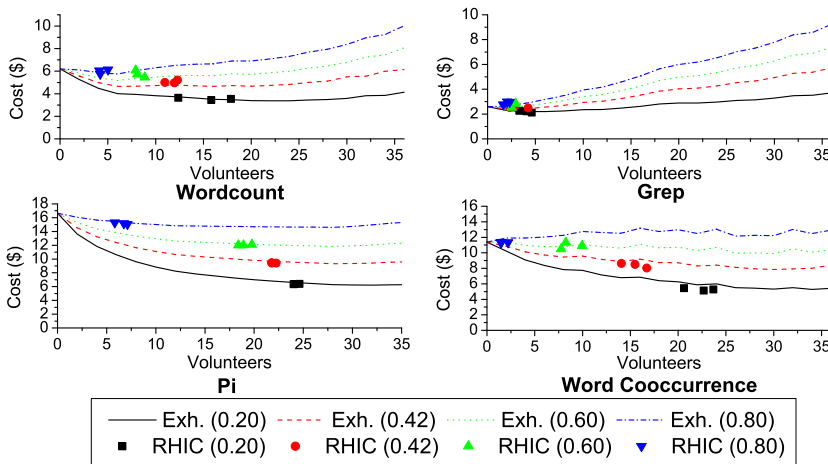 10
8
6
4
2
0
Cost ($)
0 5 10 15 20 25 30 35
Volunteers
Wordcount
10
8
6
4
2
0
Cost ($)
0 5 10 15 20 25 30 35
Volunteers
Grep
18
16
14
12
10
8
6
4
2
0
Cost ($)
0 5 10 15 20 25 30 35
Volunteers
Pi
16
14
12
10
8
6
4
2
0
Cost ($)
0 5 10 15 20 25 30 35
Volunteers
Word Cooccurrence
Exh. (0.20) Exh. (0.42) Exh. (0.60) Exh. (0.80)
RHIC (0.20) RHIC (0.42) RHIC (0.60) RHIC (0.80)